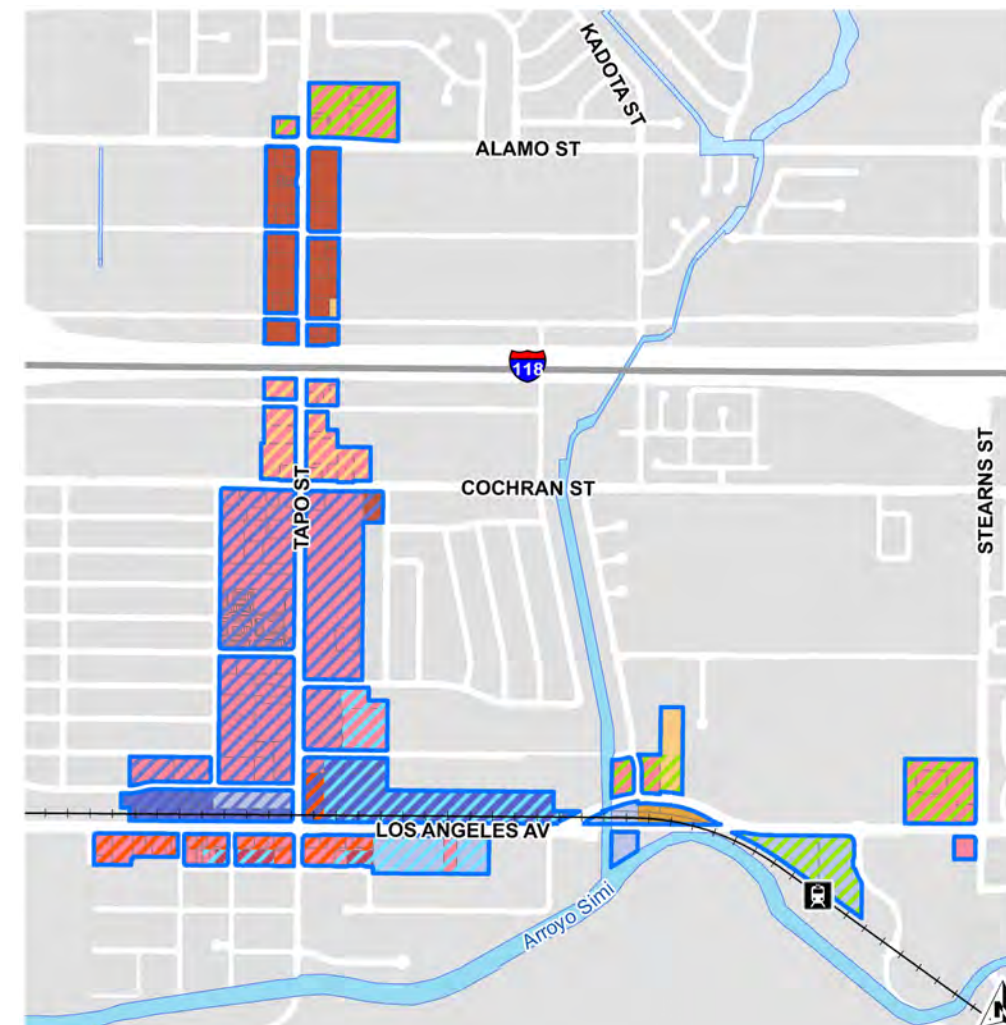 KADOTA ST
ALAMO ST
118
STEARNS ST
TAPO ST
COCHRAN ST
LOS ANGELES AV
Arroyo Simi
N